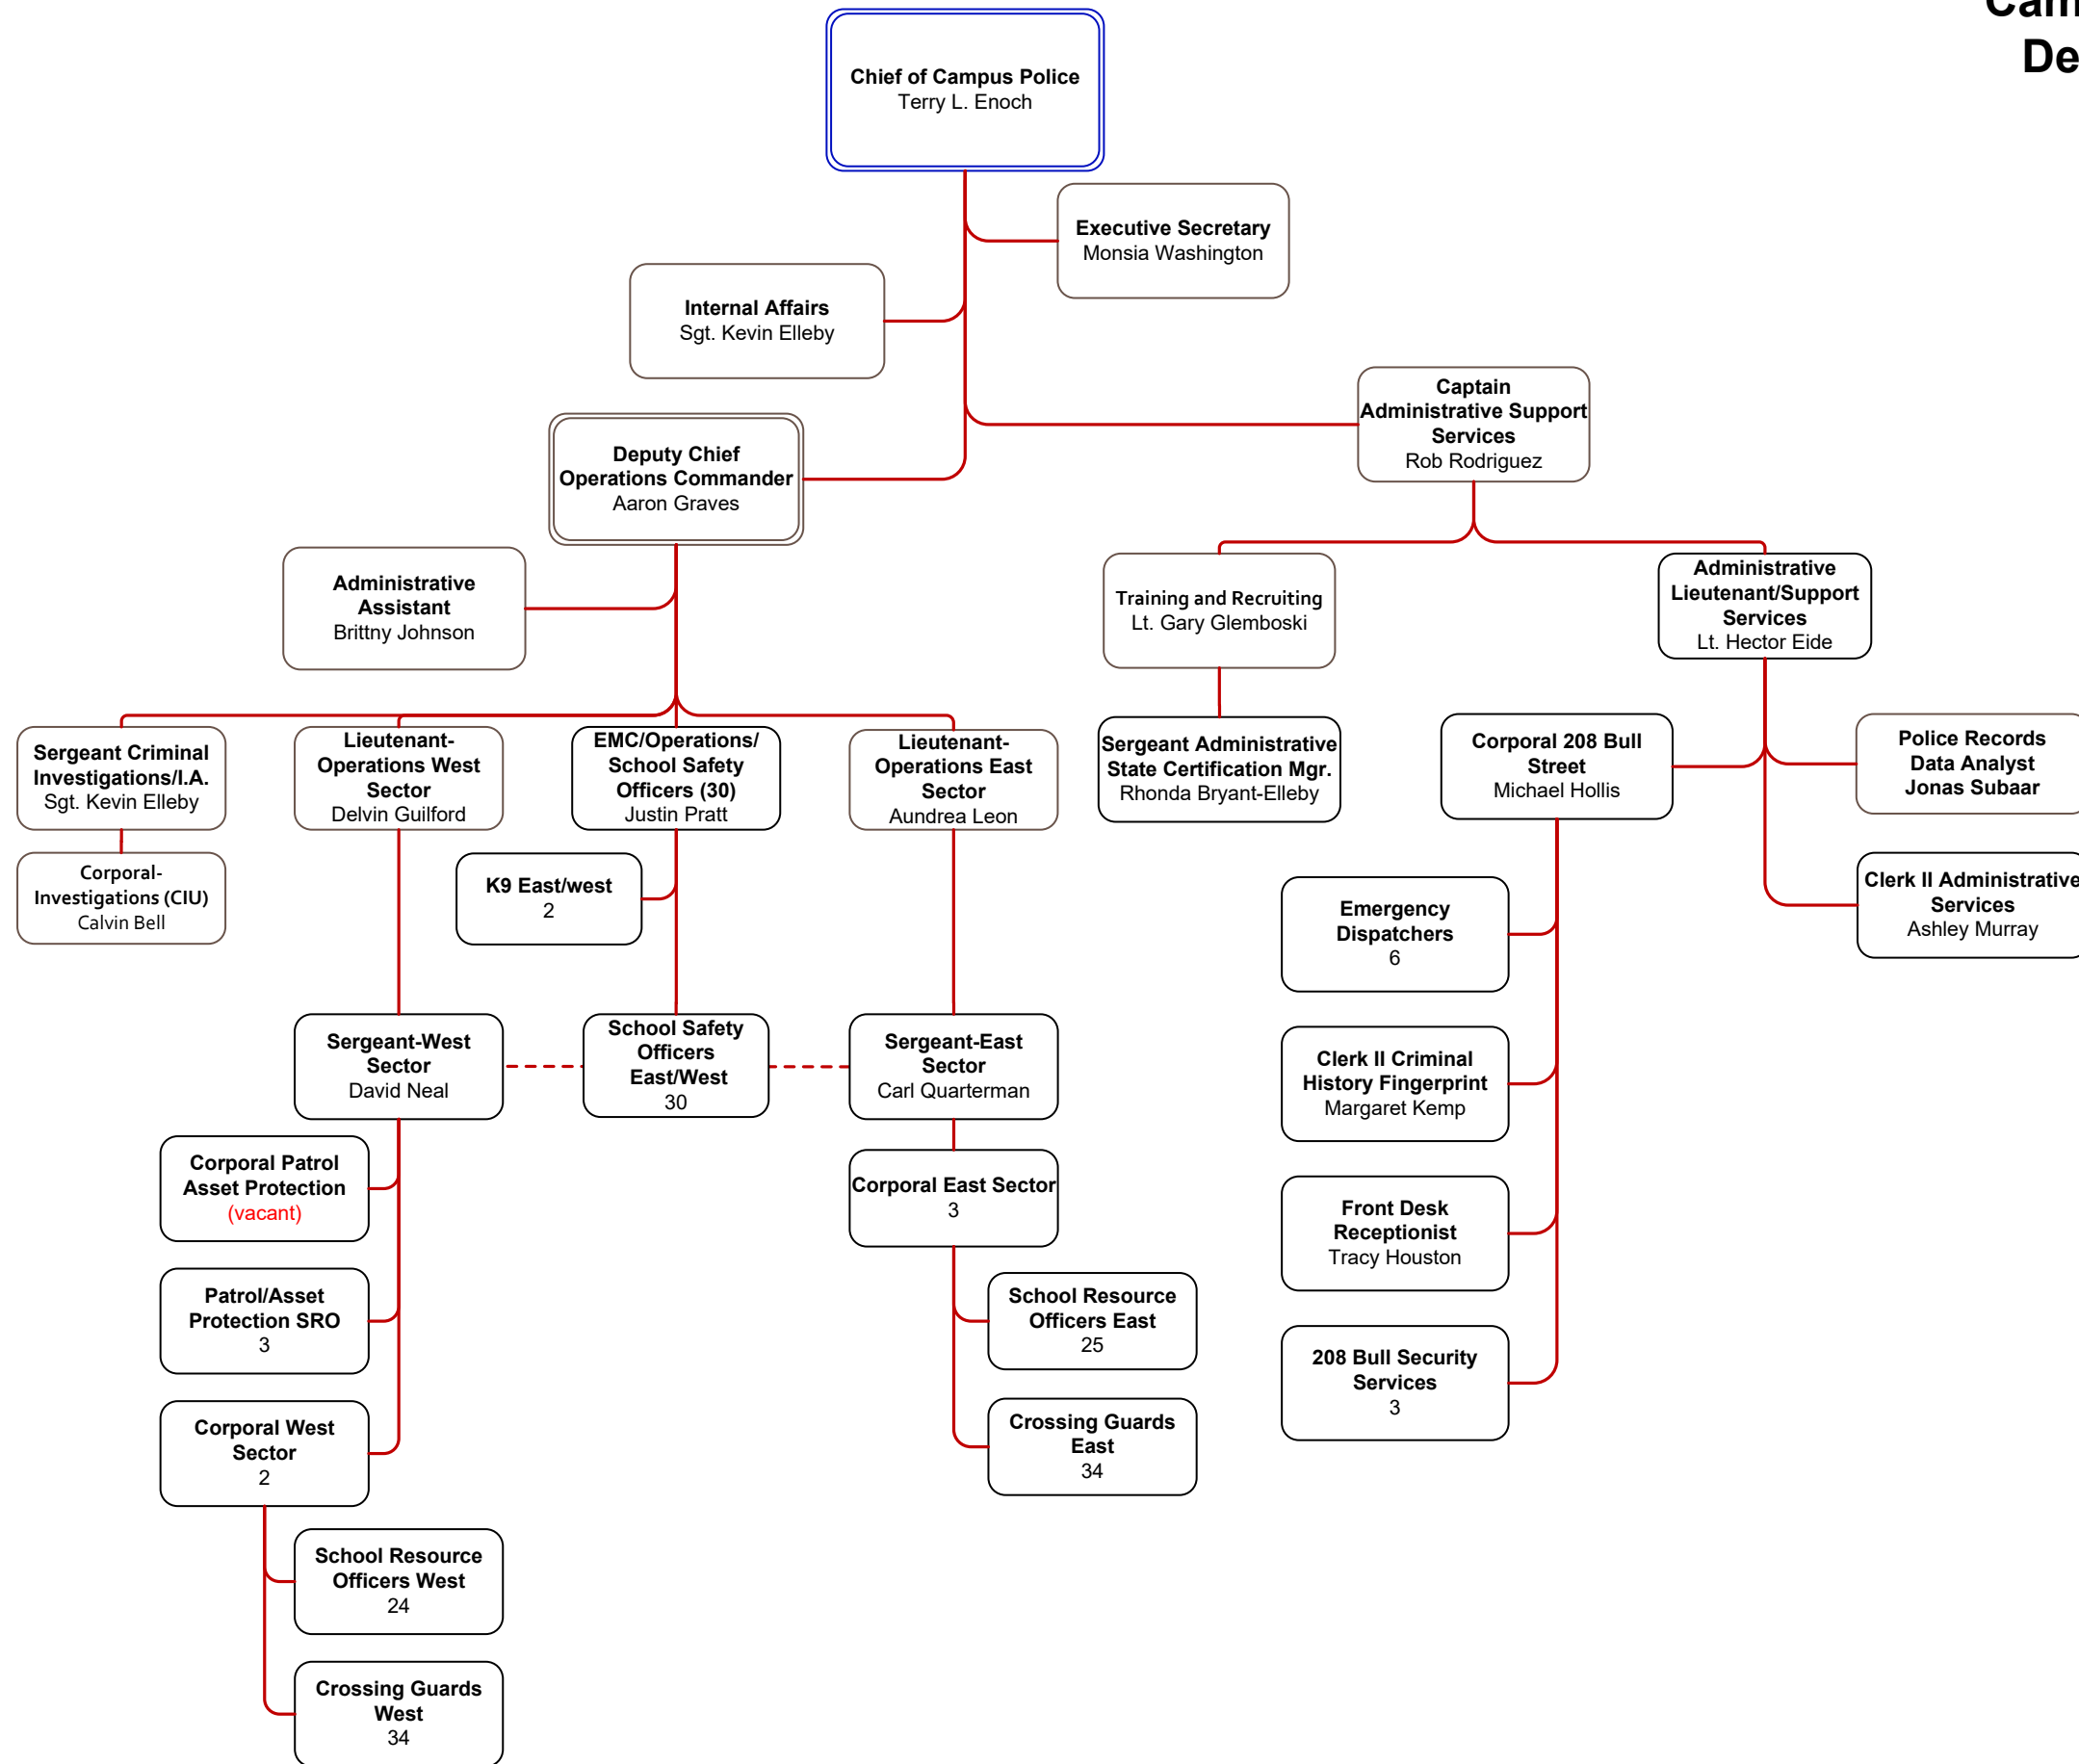 Chief of Campus Police
Terry L. Enoch
Executive Secretary
Monsia Washington
Internal Affairs
Sgt. Kevin Elleby
Captain
Administrative Support
Services
Rob Rodriguez
Deputy Chief
Operations Commander
Aaron Graves
Administrative
Assistant
Brittny Johnson
Training and Recruiting
Lt. Gary Glemboski
Administrative
Lieutenant/Support
Services
Lt. Hector Eide
Sergeant Criminal
Investigations/I.A.
Sgt. Kevin Elleby
Lieutenant-
Operations West
Sector
Delvin Guilford
EMC/Operations/
School Safety
Officers (30)
Justin Pratt
Lieutenant-
Operations East
Sector
Aundrea Leon
Sergeant Administrative
State Certification Mgr.
Rhonda Bryant-Elleby
Corporal 208 Bull
Street
Michael Hollis
Police Records
Data Analyst
Jonas Subaar
Corporal-
Investigations (CIU)
Calvin Bell
K9 East/west
2
Emergency
Dispatchers
6
Clerk II Administrative
Services
Ashley Murray
Sergeant-West
Sector
David Neal
School Safety
Officers
East/West
30
Sergeant-East
Sector
Carl Quarterman
Clerk II Criminal
History Fingerprint
Margaret Kemp
Corporal Patrol
Asset Protection
(vacant)
Corporal East Sector
3
Front Desk
Receptionist
Tracy Houston
Patrol/Asset
Protection SRO
3
School Resource
Officers East
25
208 Bull Security
Services
3
Corporal West
Sector
2
Crossing Guards
East
34
School Resource
Officers West
24
Crossing Guards
West
34